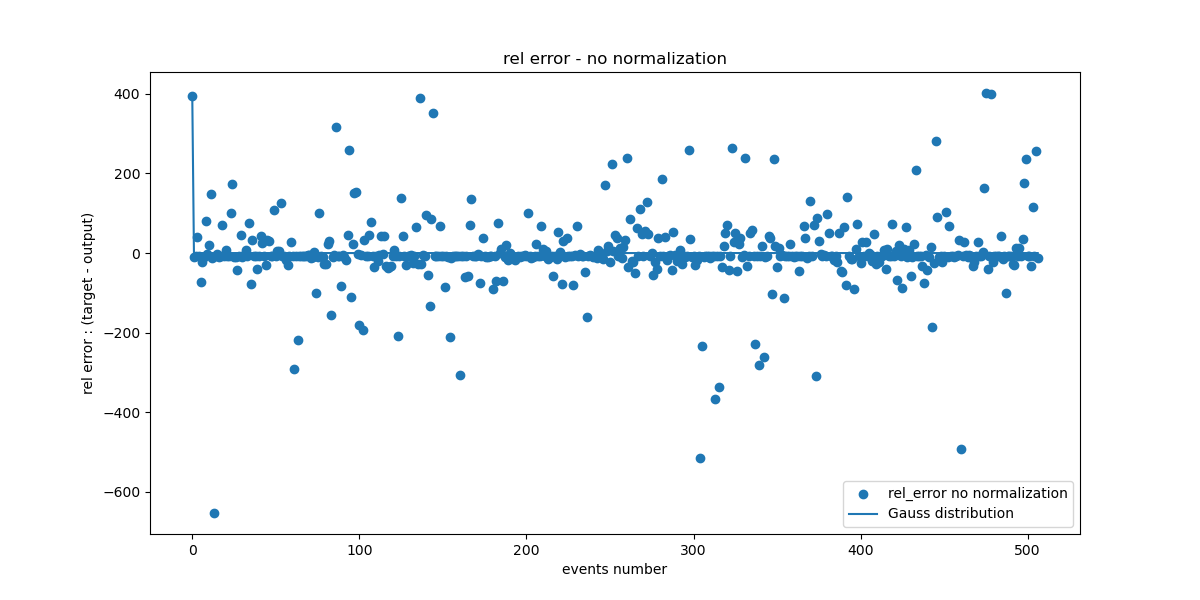 rel error - no normalization
rel error : (target - output)
400
200
0
−200
−400
−600
0 100 200 300 400 500
events number
rel_error no normalization
Gauss distribution